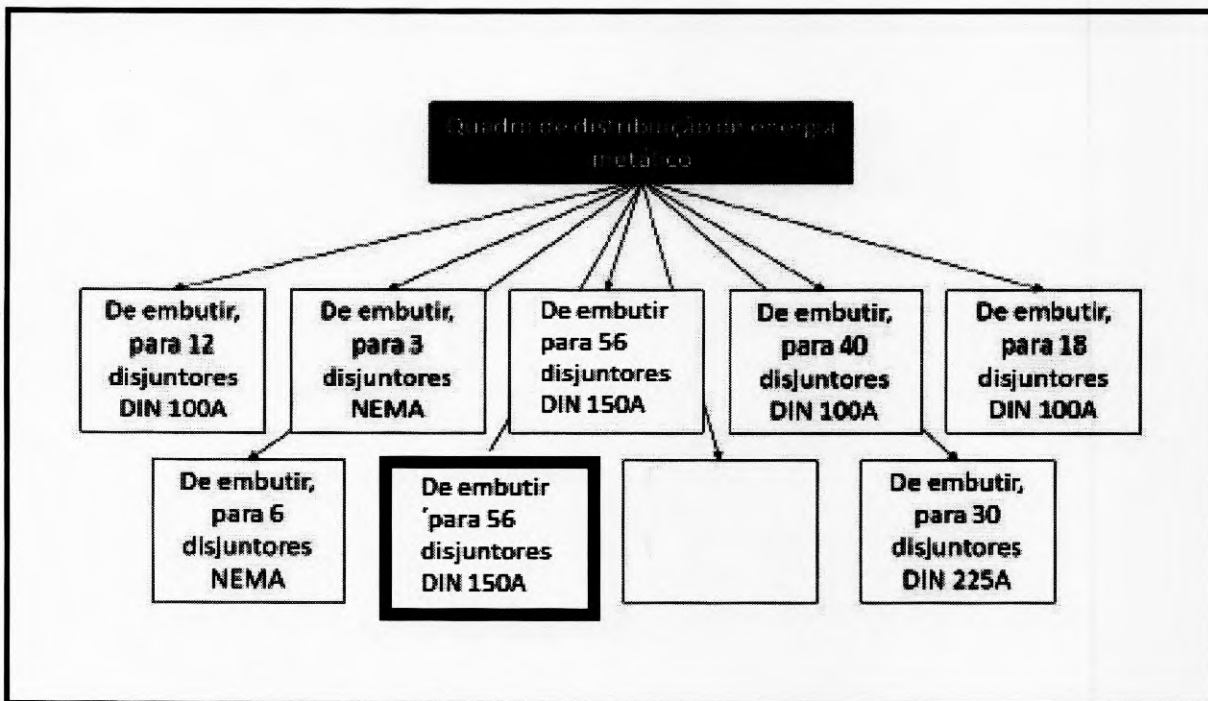 Quadro de distribuição de energia
metálico
De embutir,
para 12
disjuntores
DIN 100A
De embutir,
para 3
disjuntores
NEMA
De embutir
para 56
disjuntores
DIN 150A
De embutir,
para 40
disjuntores
DIN 100A
De embutir,
para 18
disjuntores
DIN 100A
De embutir,
para 6
disjuntores
NEMA
De embutir
para 56
disjuntores
DIN 150A
De embutir,
para 30
disjuntores
DIN 225A